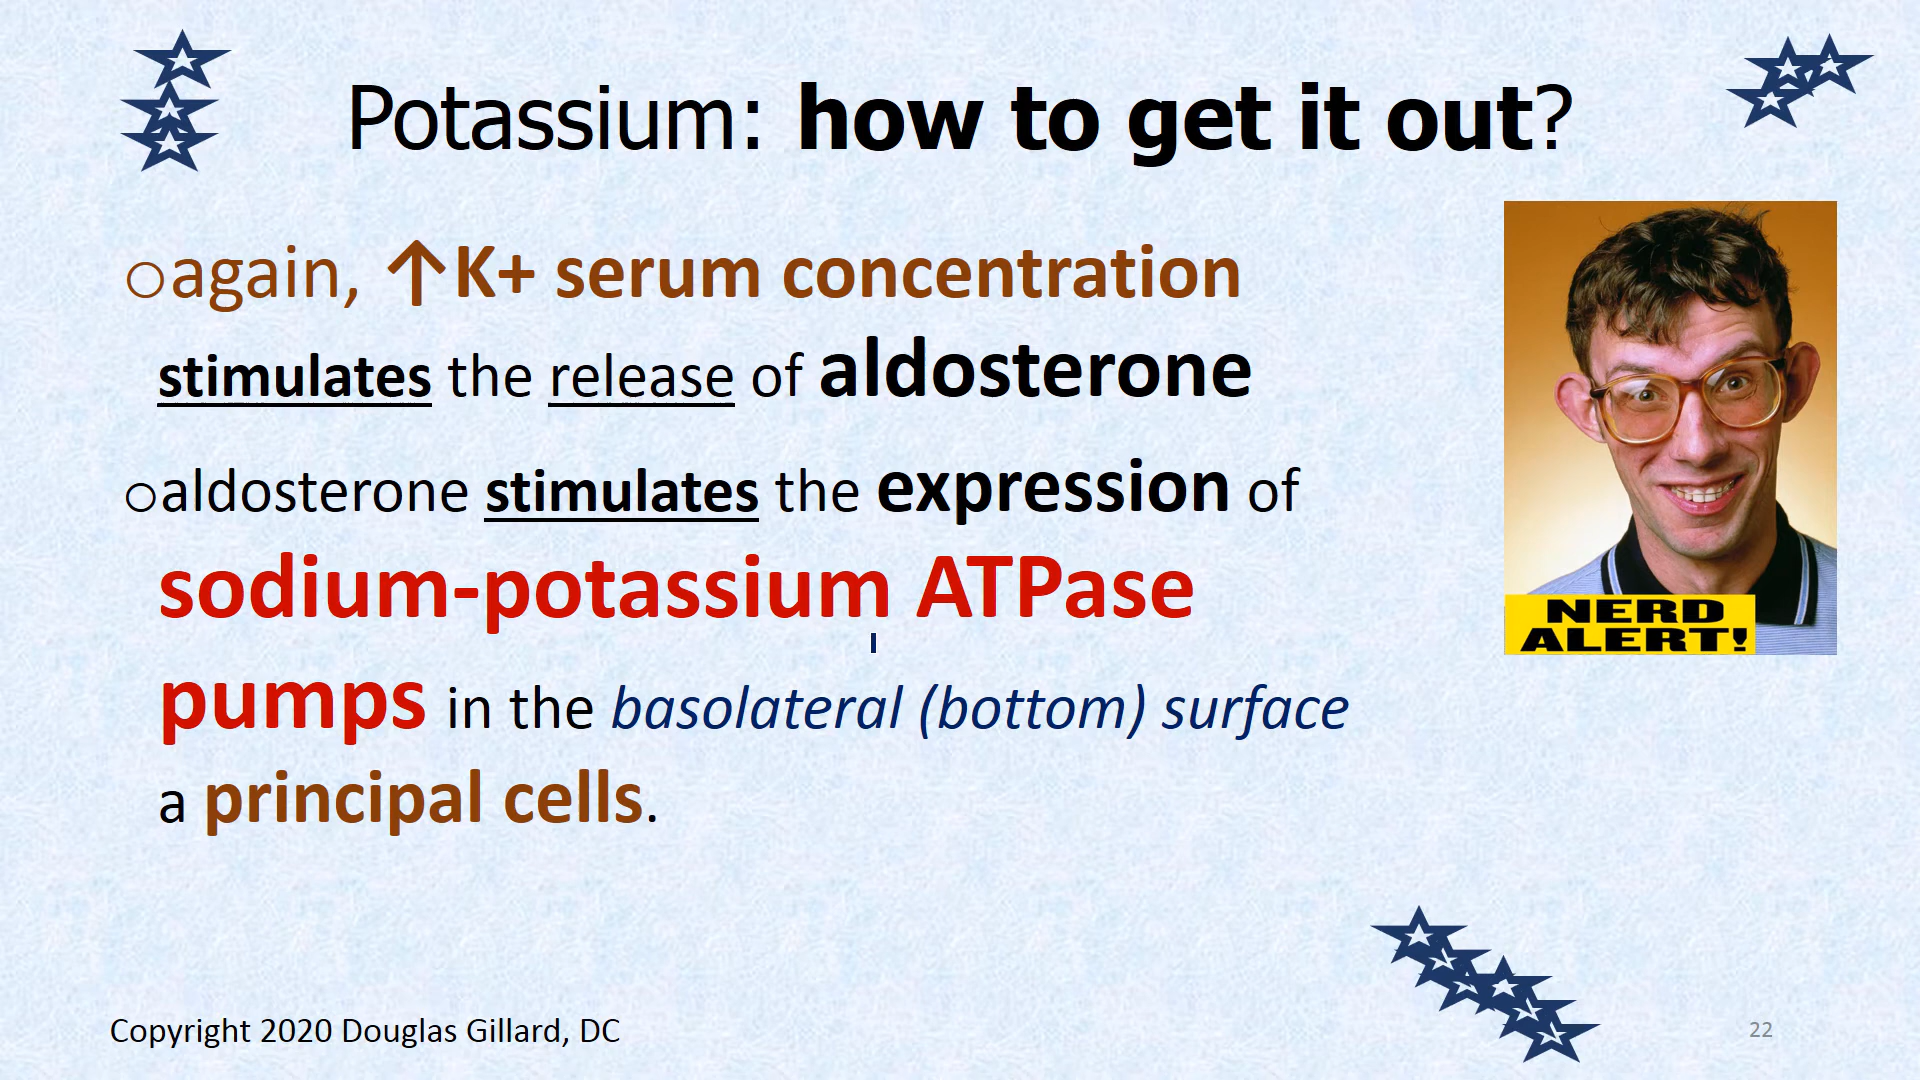 Potassium: how to get it out?
○again, ↑K+ serum concentration
stimulates the release of aldosterone
○aldosterone stimulates the expression of
sodium-potassium ATPase
pumps in the basolateral (bottom) surface
a principal cells.
NERD
ALERT!
Copyright 2020 Douglas Gillard, DC
22